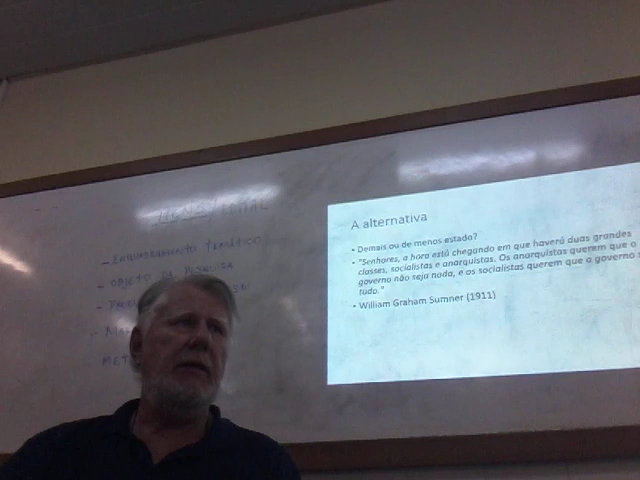 - ENQUADRAMENTO TEMÁTICO
- OBJETO DA PESQUISA
A alternativa
• Demais ou de menos estado?
• "Senhores, a hora está chegando em que haverá duas grandes
classes, socialistas e anarquistas. Os anarquistas querem que o
governo não seja nada, e os socialistas querem que o governo
tudo."
• William Graham Sumner (1911)